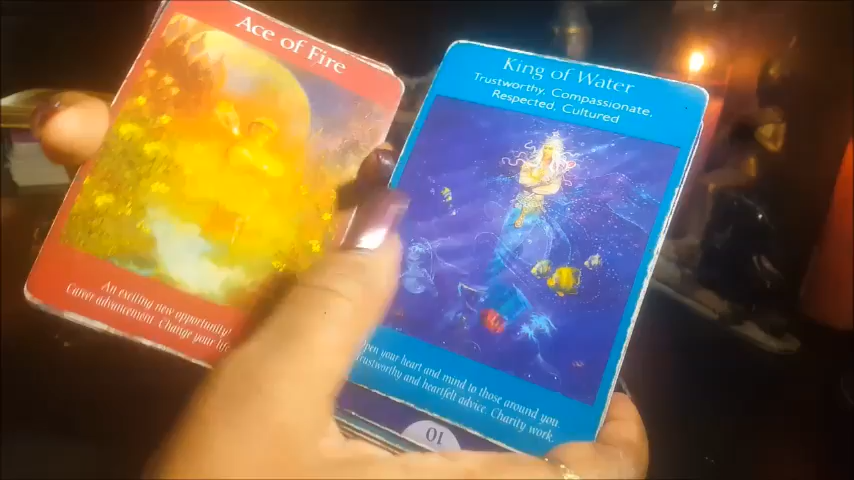 Ace of Fire
An exciting new opportunity
Career advancement. Change your life
King of Water
Trustworthy, Compassionate,
Respected, Cultured
open your heart and mind to those around you
Trustworthy and heartfelt advice. Charity work.
10